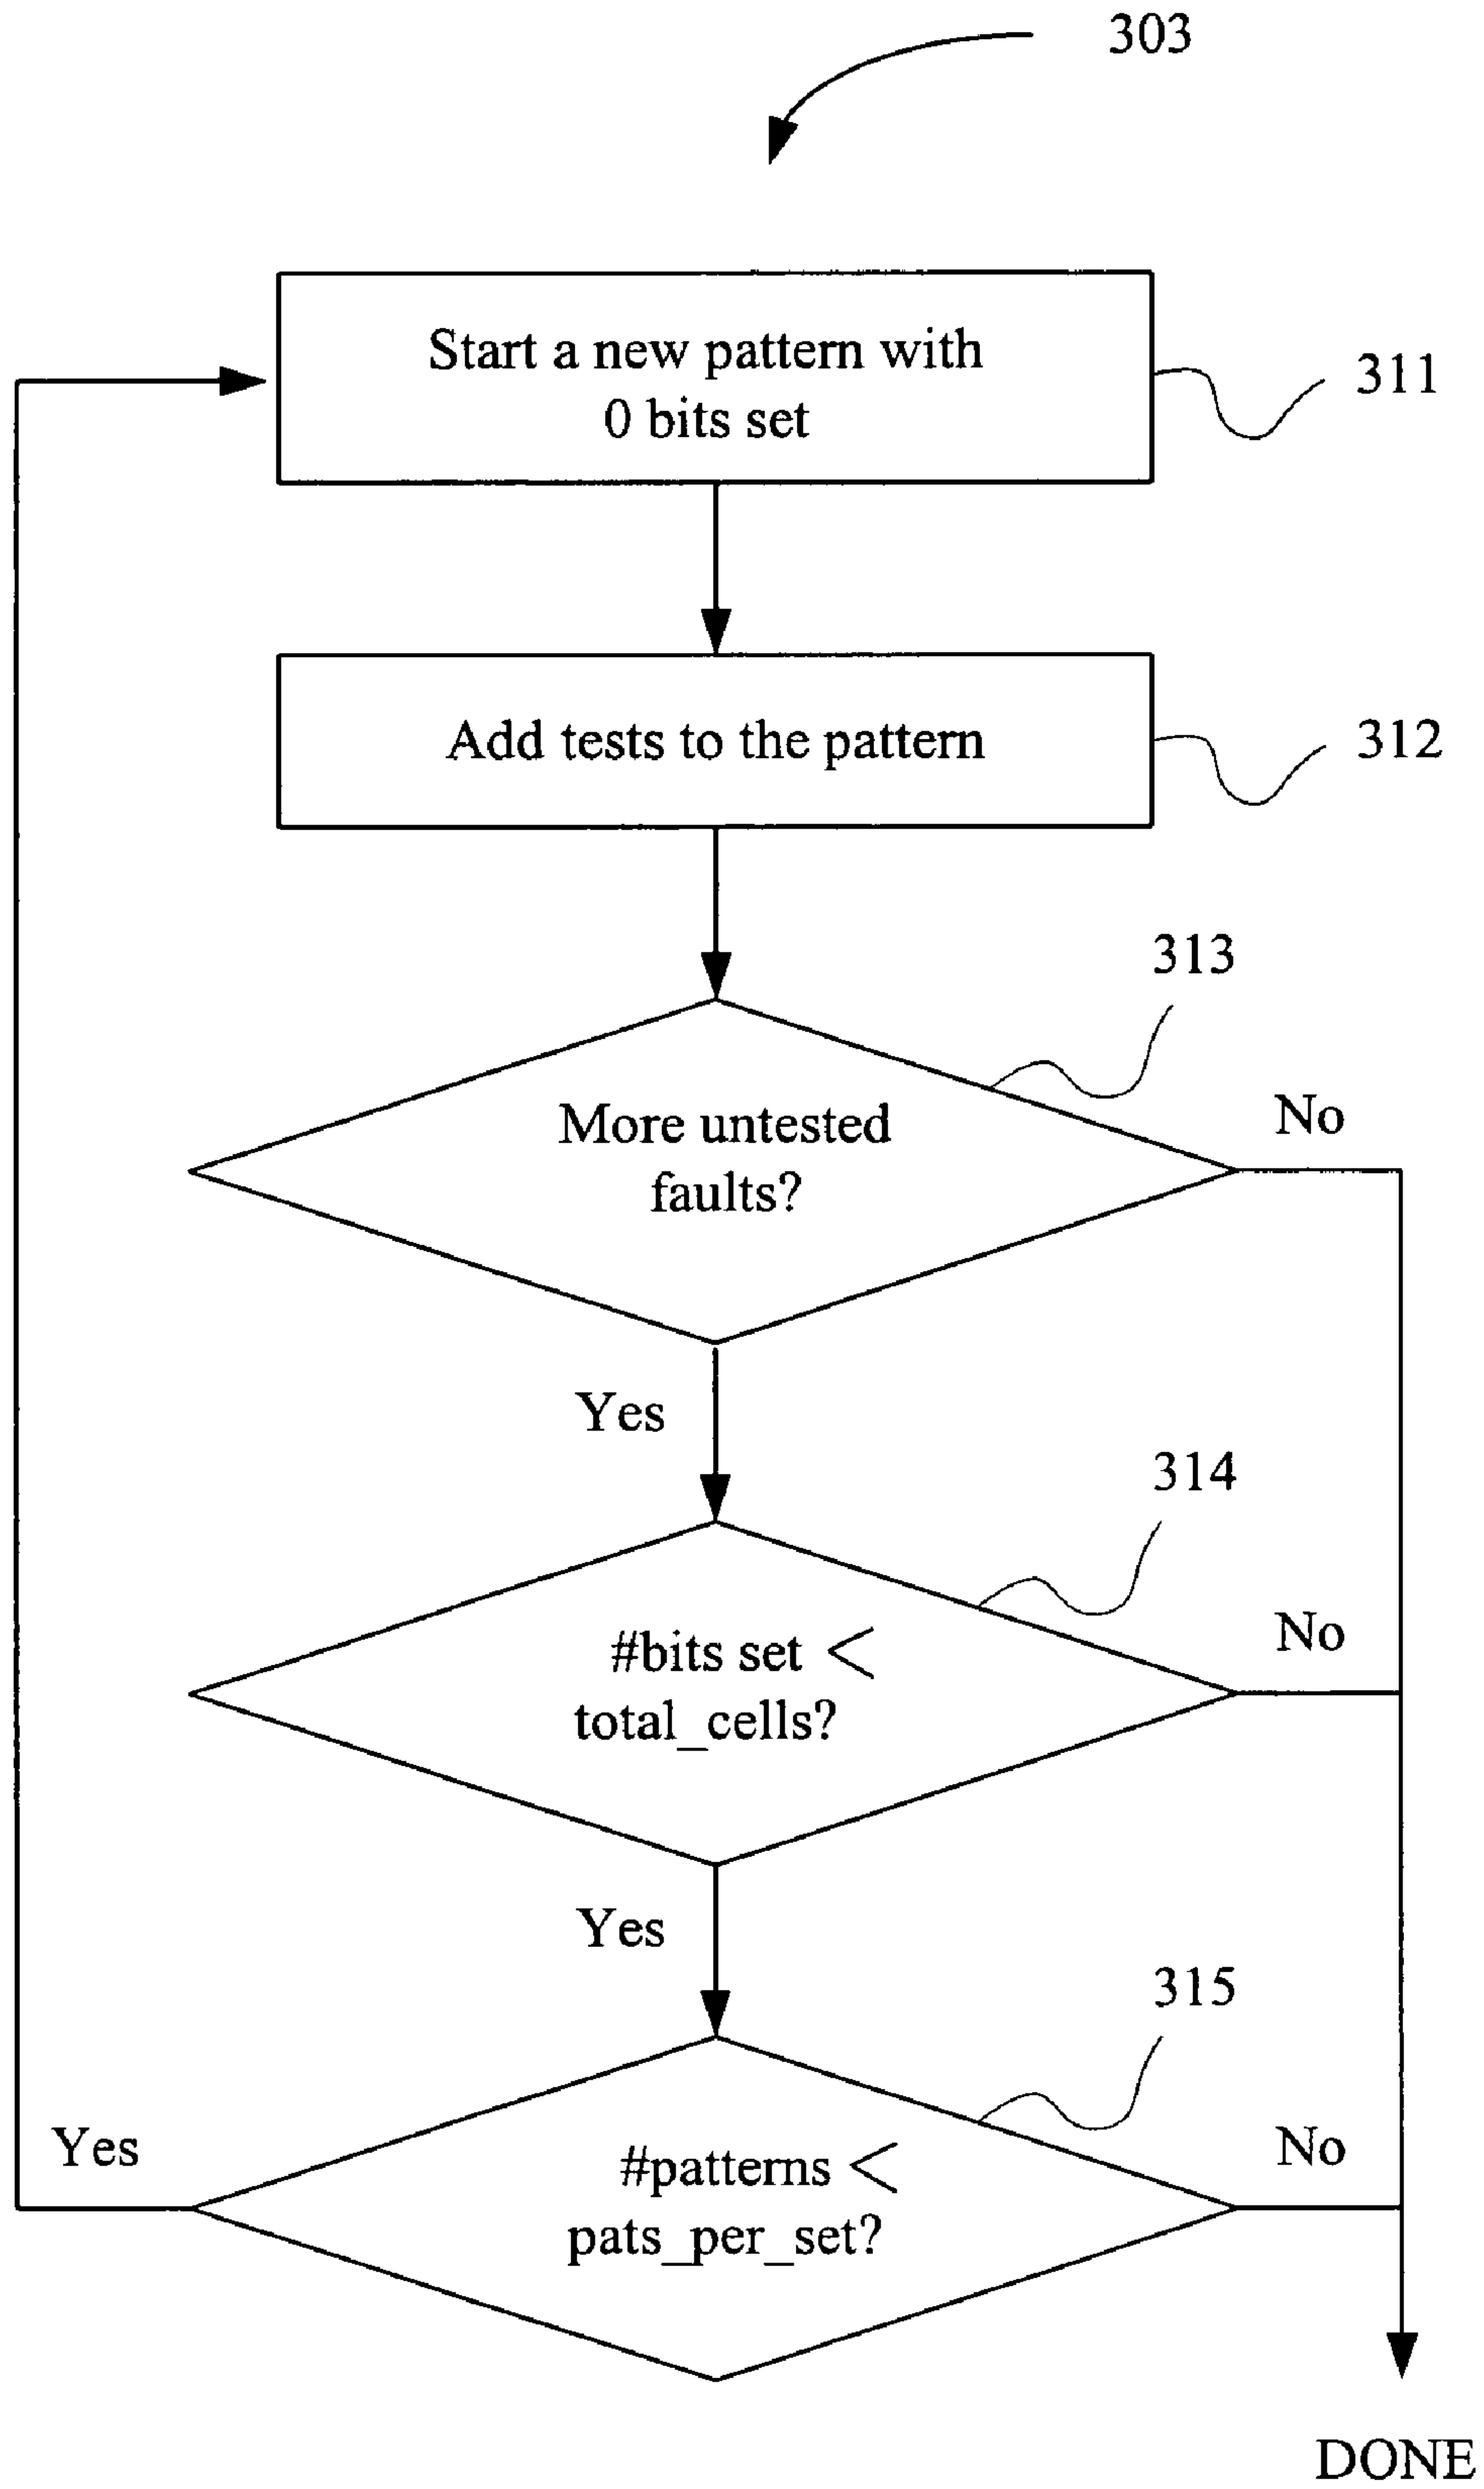 303
Start a new pattern with
0 bits set
311
Add tests to the pattern
312
313
More untested
faults?
No
Yes
314
#bits set <
total_cells?
No
Yes
315
#patterns <
pats_per_set?
Yes
No
DONE